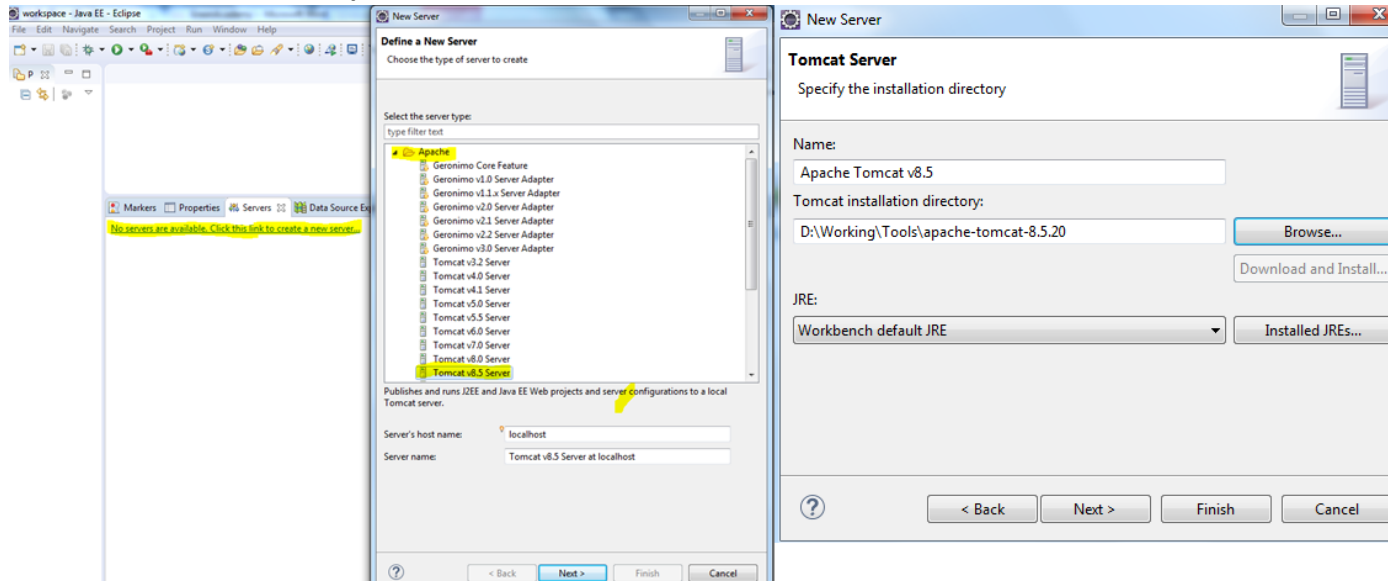 workspace - Java EE - Eclipse
File Edit Navigate Search Project Run Window Help
P
Markers Properties Servers Data Source Ex
No servers are available. Click this link to create a new server...
New Server
Define a New Server
Choose the type of server to create
Select the server type:
type filter text
Apache
Geronimo Core Feature
Geronimo v1.0 Server Adapter
Geronimo v1.1.x Server Adapter
Geronimo v2.0 Server Adapter
Geronimo v2.1 Server Adapter
Geronimo v2.2 Server Adapter
Geronimo v3.0 Server Adapter
Tomcat v3.2 Server
Tomcat v4.0 Server
Tomcat v4.1 Server
Tomcat v5.0 Server
Tomcat v5.5 Server
Tomcat v6.0 Server
Tomcat v7.0 Server
Tomcat v8.0 Server
Tomcat v8.5 Server
Publishes and runs J2EE and Java EE Web projects and server configurations to a local
Tomcat server.
Server's host name: localhost
Server name: Tomcat v8.5 Server at localhost
? < Back Next > Finish Cancel
New Server
Tomcat Server
Specify the installation directory
Name:
Apache Tomcat v8.5
Tomcat installation directory:
D:\Working\Tools\apache-tomcat-8.5.20 Browse...
Download and Install...
JRE:
Workbench default JRE Installed JREs...
? < Back Next > Finish Cancel